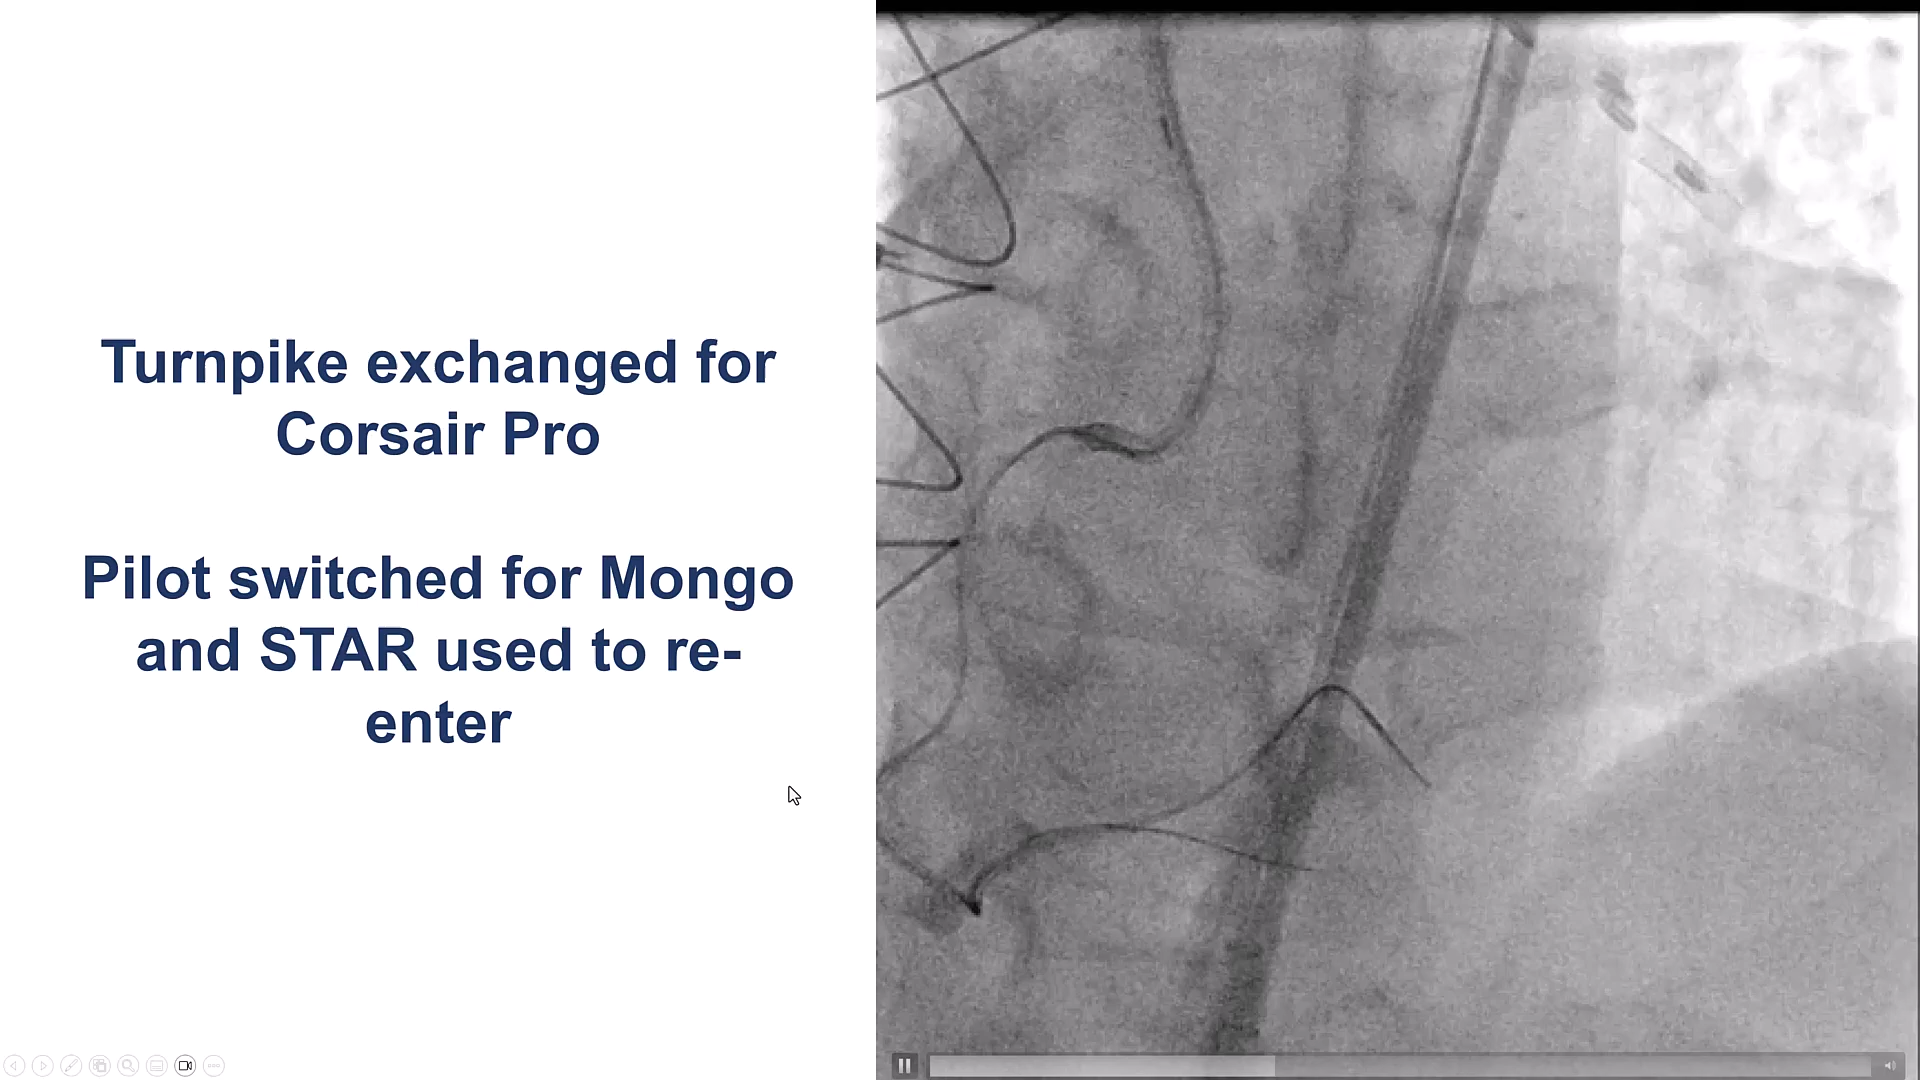 Turnpike exchanged for
Corsair Pro
Pilot switched for Mongo
and STAR used to re-
enter